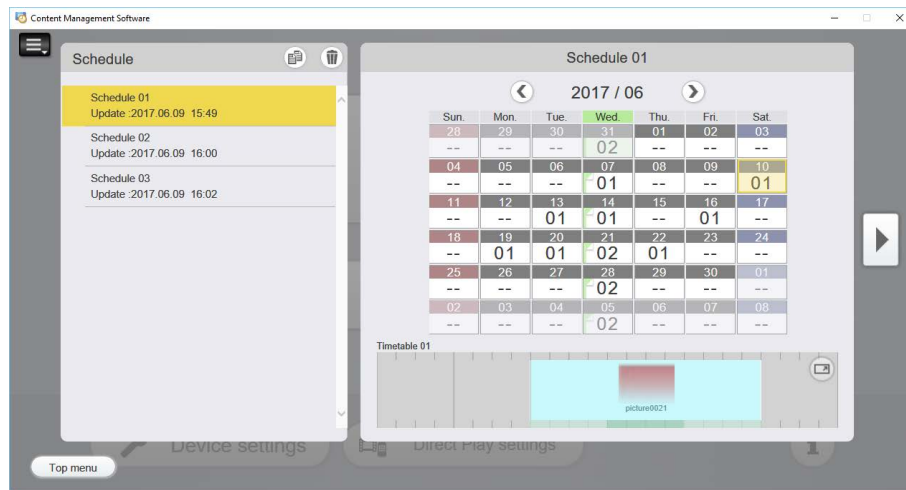 Content Management Software
Schedule
Schedule 01
Update :2017.06.09 15:49
Schedule 02
Update :2017.06.09 16:00
Schedule 03
Update :2017.06.09 16:02
Schedule 01
2017 / 06
Sun. Mon. Tue. Wed. Thu. Fri. Sat.
28 29 30 31 01 02 03
-- -- -- 02 -- -- --
04 05 06 07 08 09 10
-- -- -- 01 -- -- 01
11 12 13 14 15 16 17
-- -- 01 01 -- 01 --
18 19 20 21 22 23 24
-- 01 01 02 01 -- --
25 26 27 28 29 30 01
-- -- -- 02 -- -- --
02 03 04 05 06 07 08
-- -- -- 02 -- -- --
Timetable 01
picture0021
Device settings
Direct Play settings
Top menu